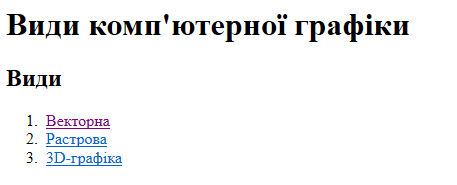 Види комп'ютерної графіки
Види
1. Векторна
2. Растрова
3. 3D-графіка